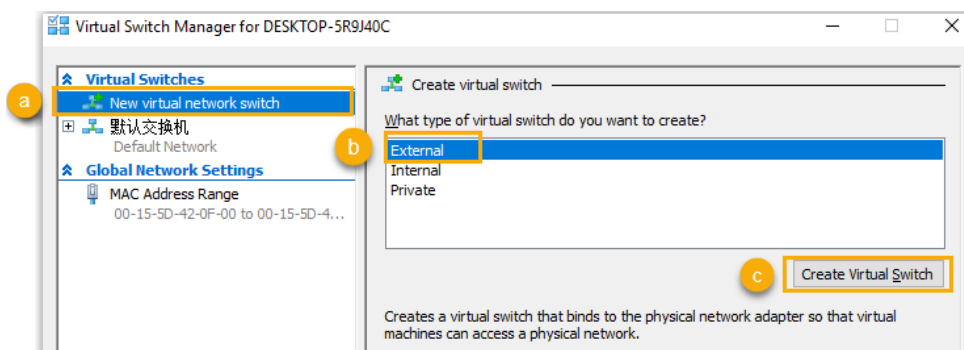 Virtual Switch Manager for DESKTOP-5R9J40C
Virtual Switches
a
New virtual network switch
默认交换机
Default Network
Global Network Settings
MAC Address Range
00-15-5D-42-0F-00 to 00-15-5D-4...
Create virtual switch
What type of virtual switch do you want to create?
b
External
Internal
Private
c
Create Virtual Switch
Creates a virtual switch that binds to the physical network adapter so that virtual
machines can access a physical network.